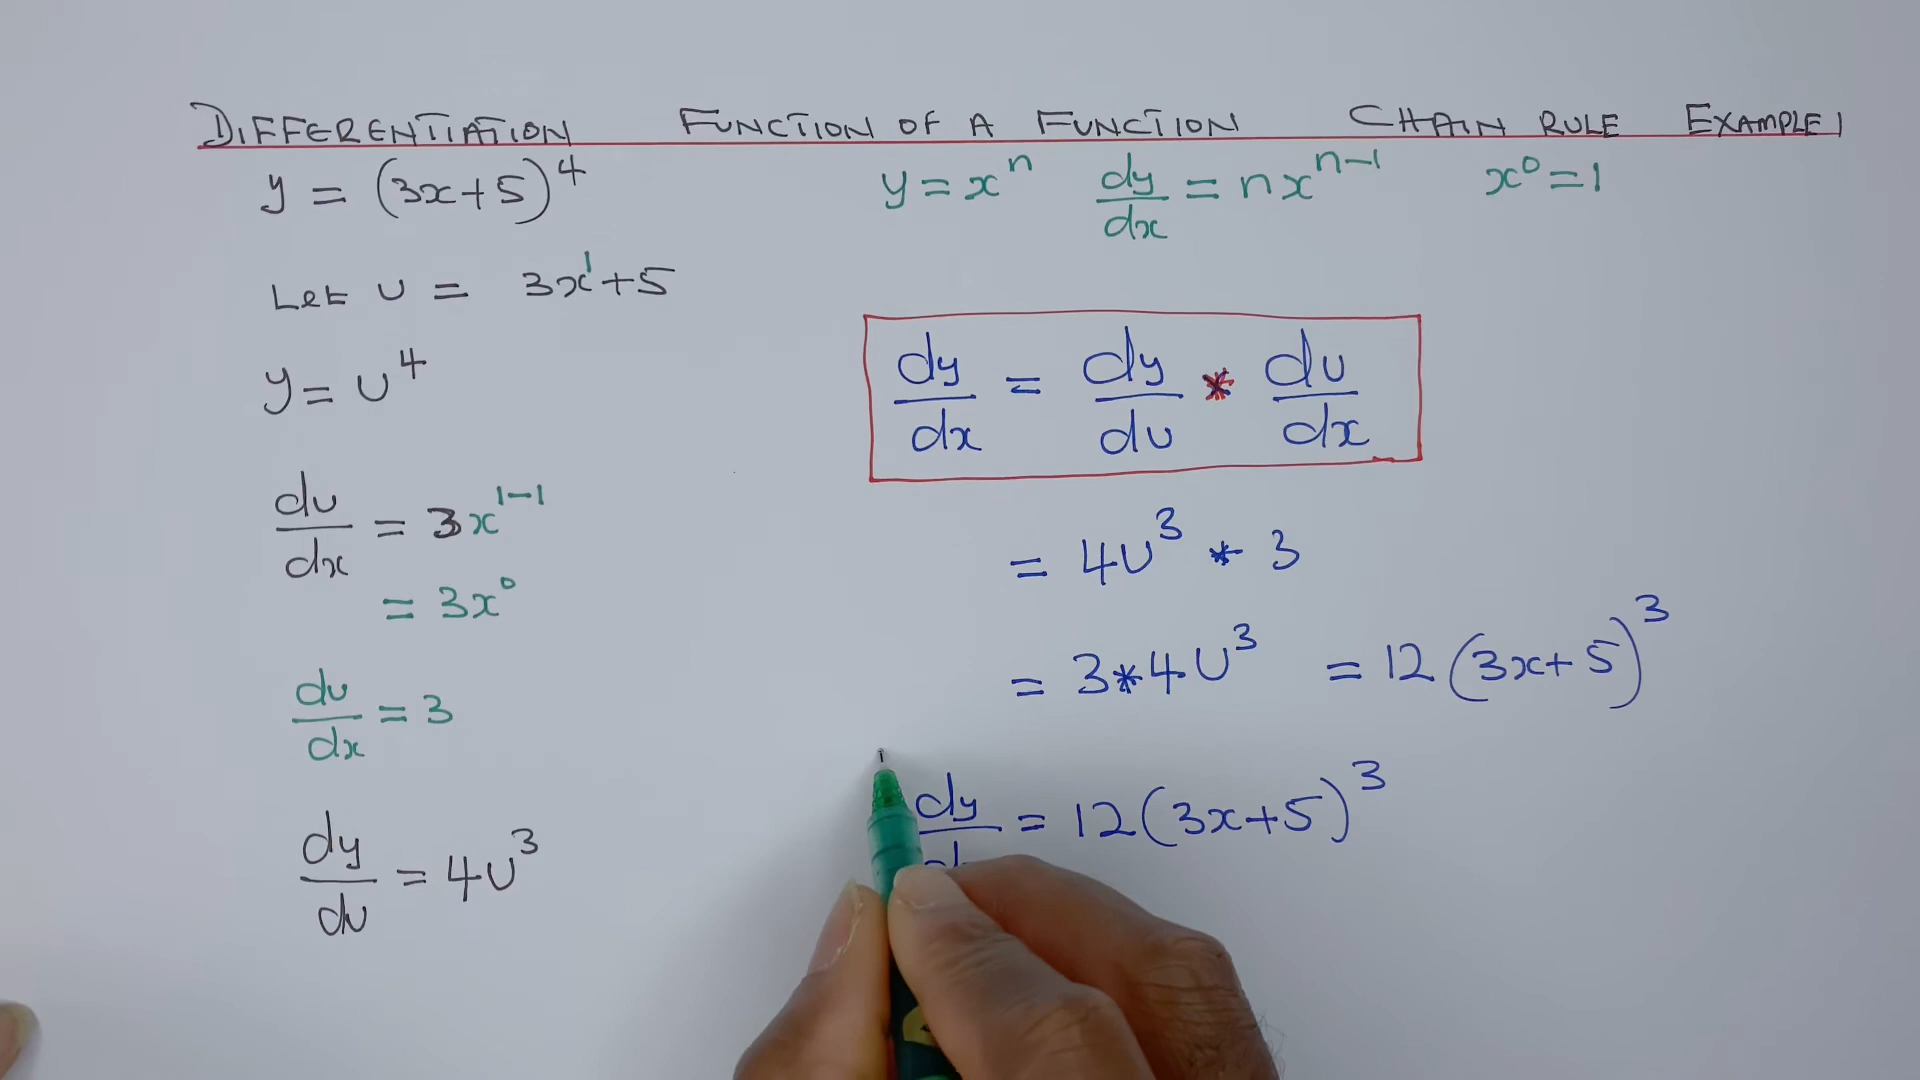 DIFFERENTIATION FUNCTION OF A FUNCTION CHAIN RULE EXAMPLE 1
y = (3x+5)^4
Let u = 3x^1+5
y = u^4
du/dx = 3x^{1-1}
= 3x^0
du/dx = 3
dy/du = 4u^3
y = x^n dy/dx = nx^{n-1} x^0 = 1
dy/dx = dy/du * du/dx
= 4u^3 * 3
= 3*4u^3 = 12(3x+5)^3
dy = 12(3x+5)^3